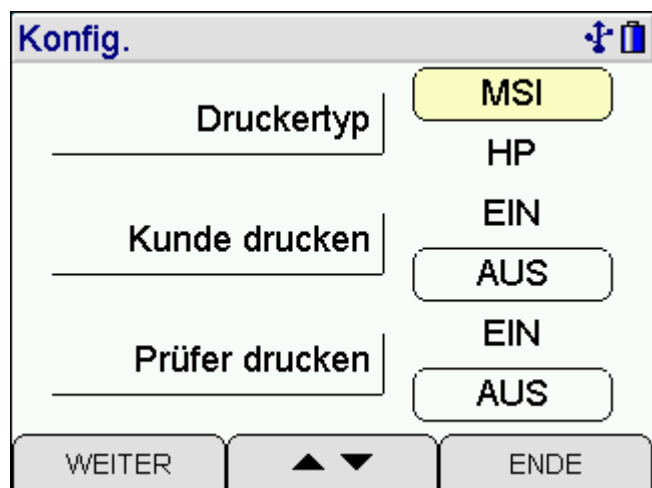 Konfig.
Druckertyp
MSI
HP
Kunde drucken
EIN
AUS
Prüfer drucken
EIN
AUS
WEITER
ENDE